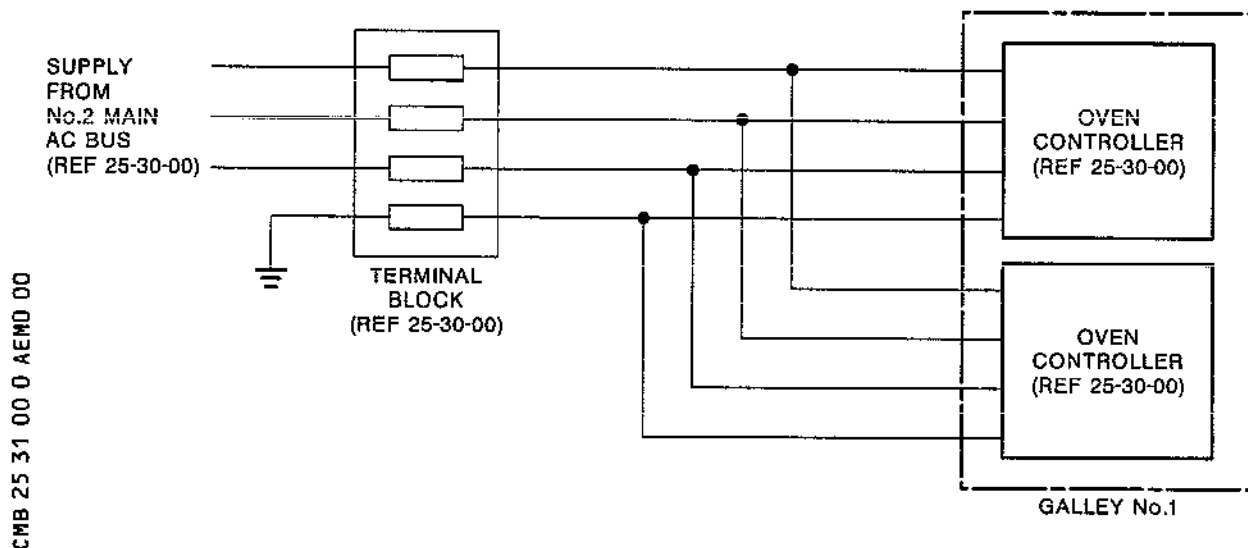 SUPPLY
FROM
No.2 MAIN
AC BUS
(REF 25-30-00)
TERMINAL
BLOCK
(REF 25-30-00)
OVEN
CONTROLLER
(REF 25-30-00)
OVEN
CONTROLLER
(REF 25-30-00)
GALLEY No.1
CMB 25 31 00 0 AEMD 00